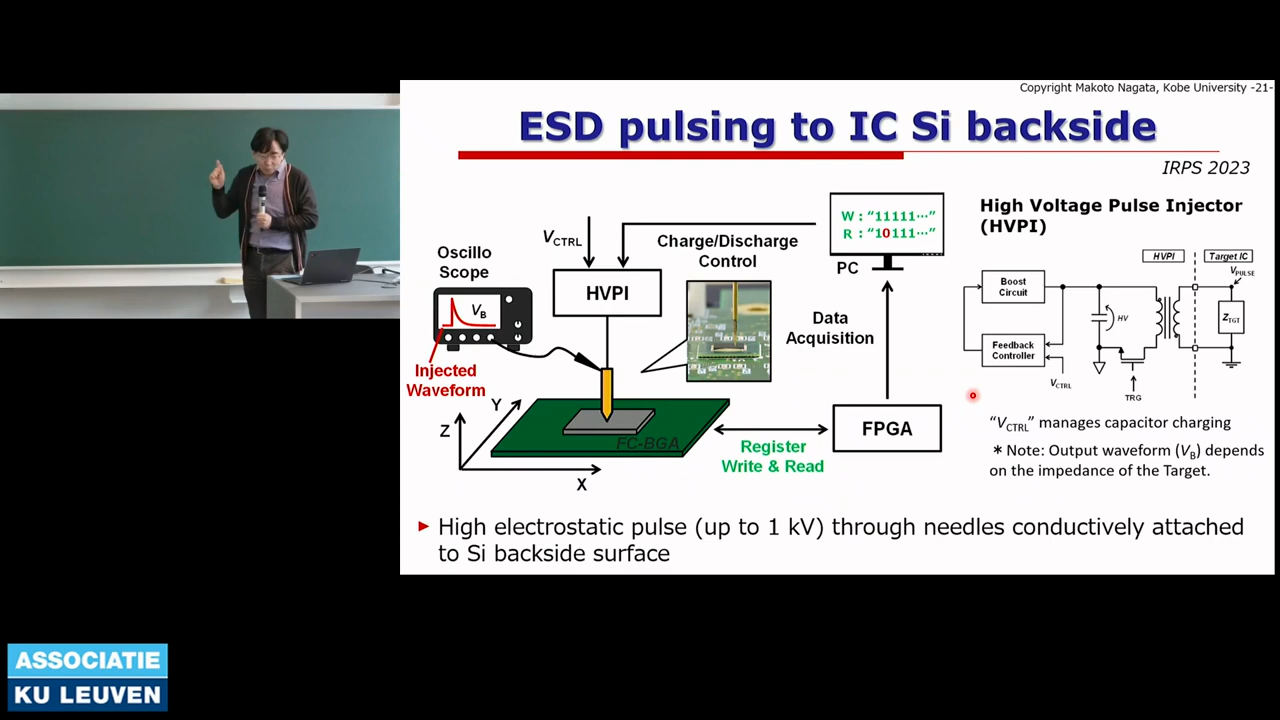 Copyright Makoto Nagata, Kobe University -21-
ESD pulsing to IC Si backside
IRPS 2023
Oscillo
Scope
VB
Injected
Waveform
VCTRL
HVPI
Charge/Discharge
Control
W : “11111···”
R : “10111···”
PC
Data
Acquisition
FPGA
Register
Write & Read
FC-BGA
Z
Y
X
High Voltage Pulse Injector
(HVPI)
HVPI
Target IC
VPULSE
Boost
Circuit
HV
ZTGT
Feedback
Controller
VCTRL
TRG
“VCTRL” manages capacitor charging
* Note: Output waveform (VB) depends
on the impedance of the Target.
High electrostatic pulse (up to 1 kV) through needles conductively attached
to Si backside surface
ASSOCIATIE
KU LEUVEN